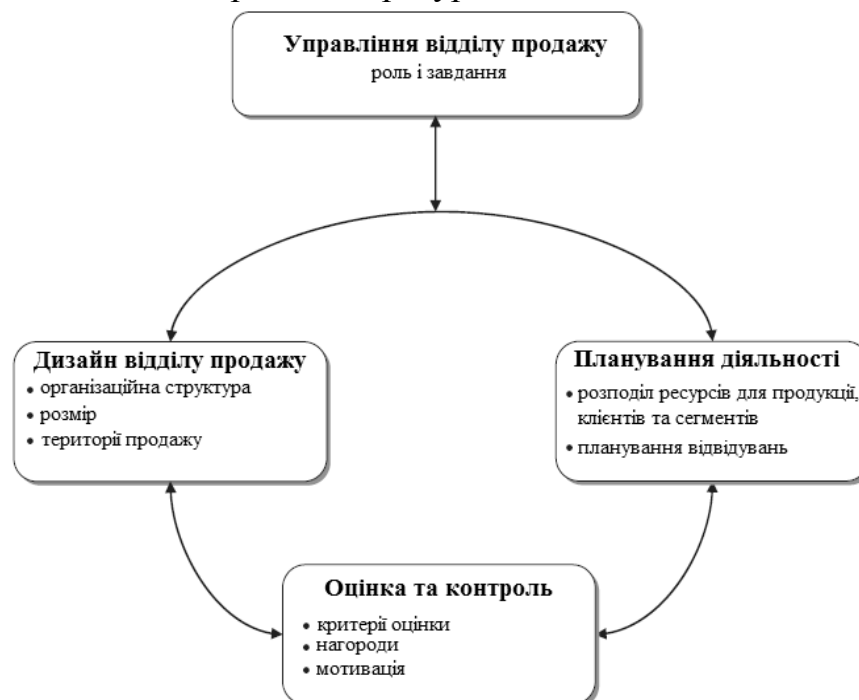 Управління відділу продажу
роль і завдання
Дизайн відділу продажу
• організаційна структура
• розмір
• території продажу
Планування діяльності
• розподіл ресурсів для продукції,
клієнтів та сегментів
• планування відвідувань
Оцінка та контроль
• критерії оцінки
• нагороди
• мотивація